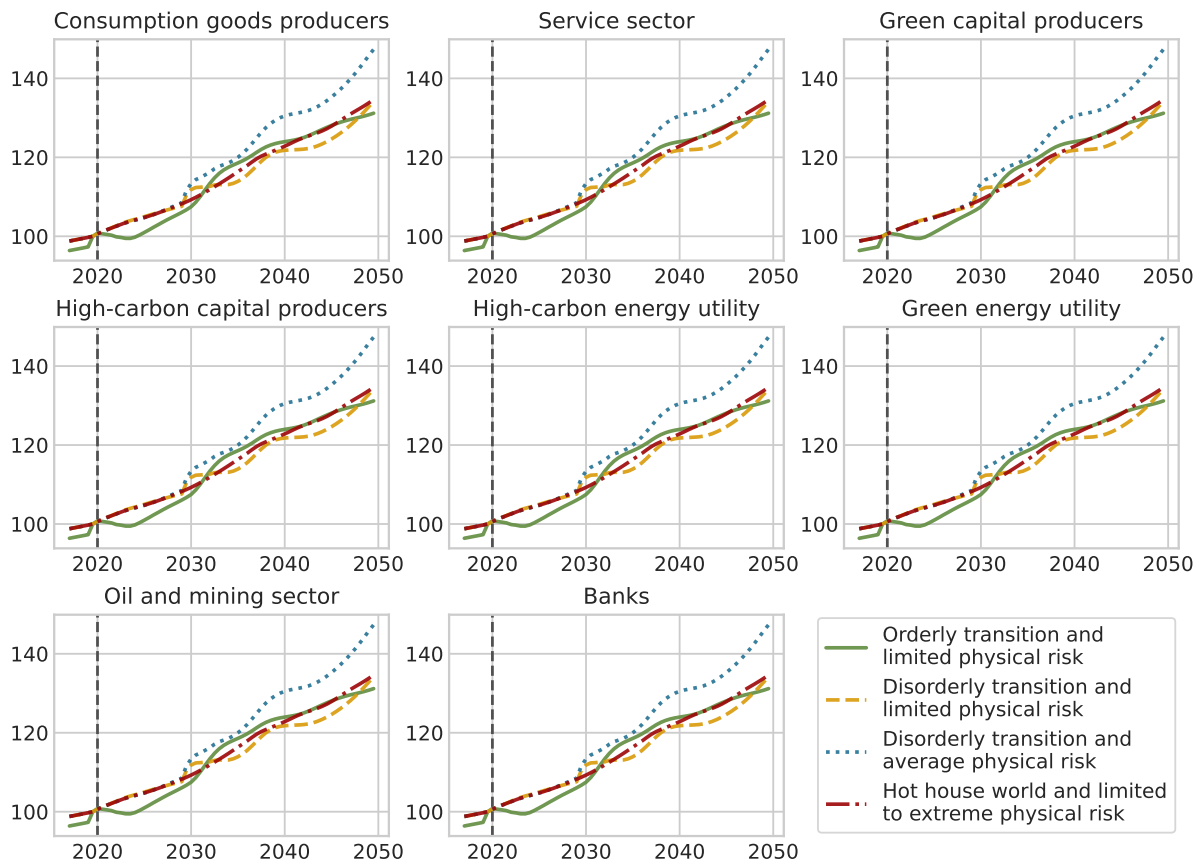 Consumption goods producers
Service sector
Green capital producers
140
120
100
2020 2030 2040 2050
140
120
100
2020 2030 2040 2050
140
120
100
2020 2030 2040 2050
High-carbon capital producers
High-carbon energy utility
Green energy utility
140
120
100
2020 2030 2040 2050
140
120
100
2020 2030 2040 2050
140
120
100
2020 2030 2040 2050
Oil and mining sector
Banks
140
120
100
2020 2030 2040 2050
140
120
100
2020 2030 2040 2050
Orderly transition and
limited physical risk
Disorderly transition and
limited physical risk
Disorderly transition and
average physical risk
Hot house world and limited
to extreme physical risk